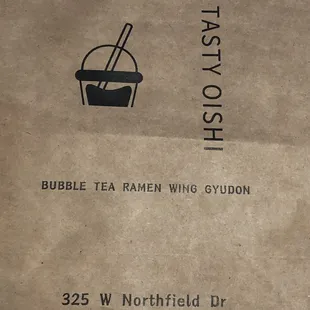 TASTY OISHI
BUBBLE TEA RAMEN WING GYUDON
325 W Northfield Dr